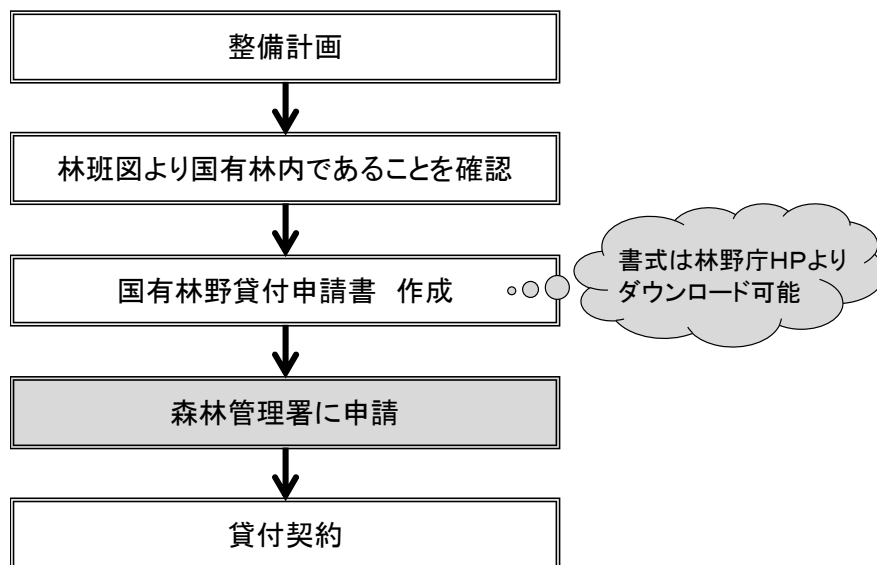 整備計画
林班図より国有林内であることを確認
国有林野貸付申請書　作成
書式は林野庁HPより
ダウンロード可能
森林管理署に申請
貸付契約